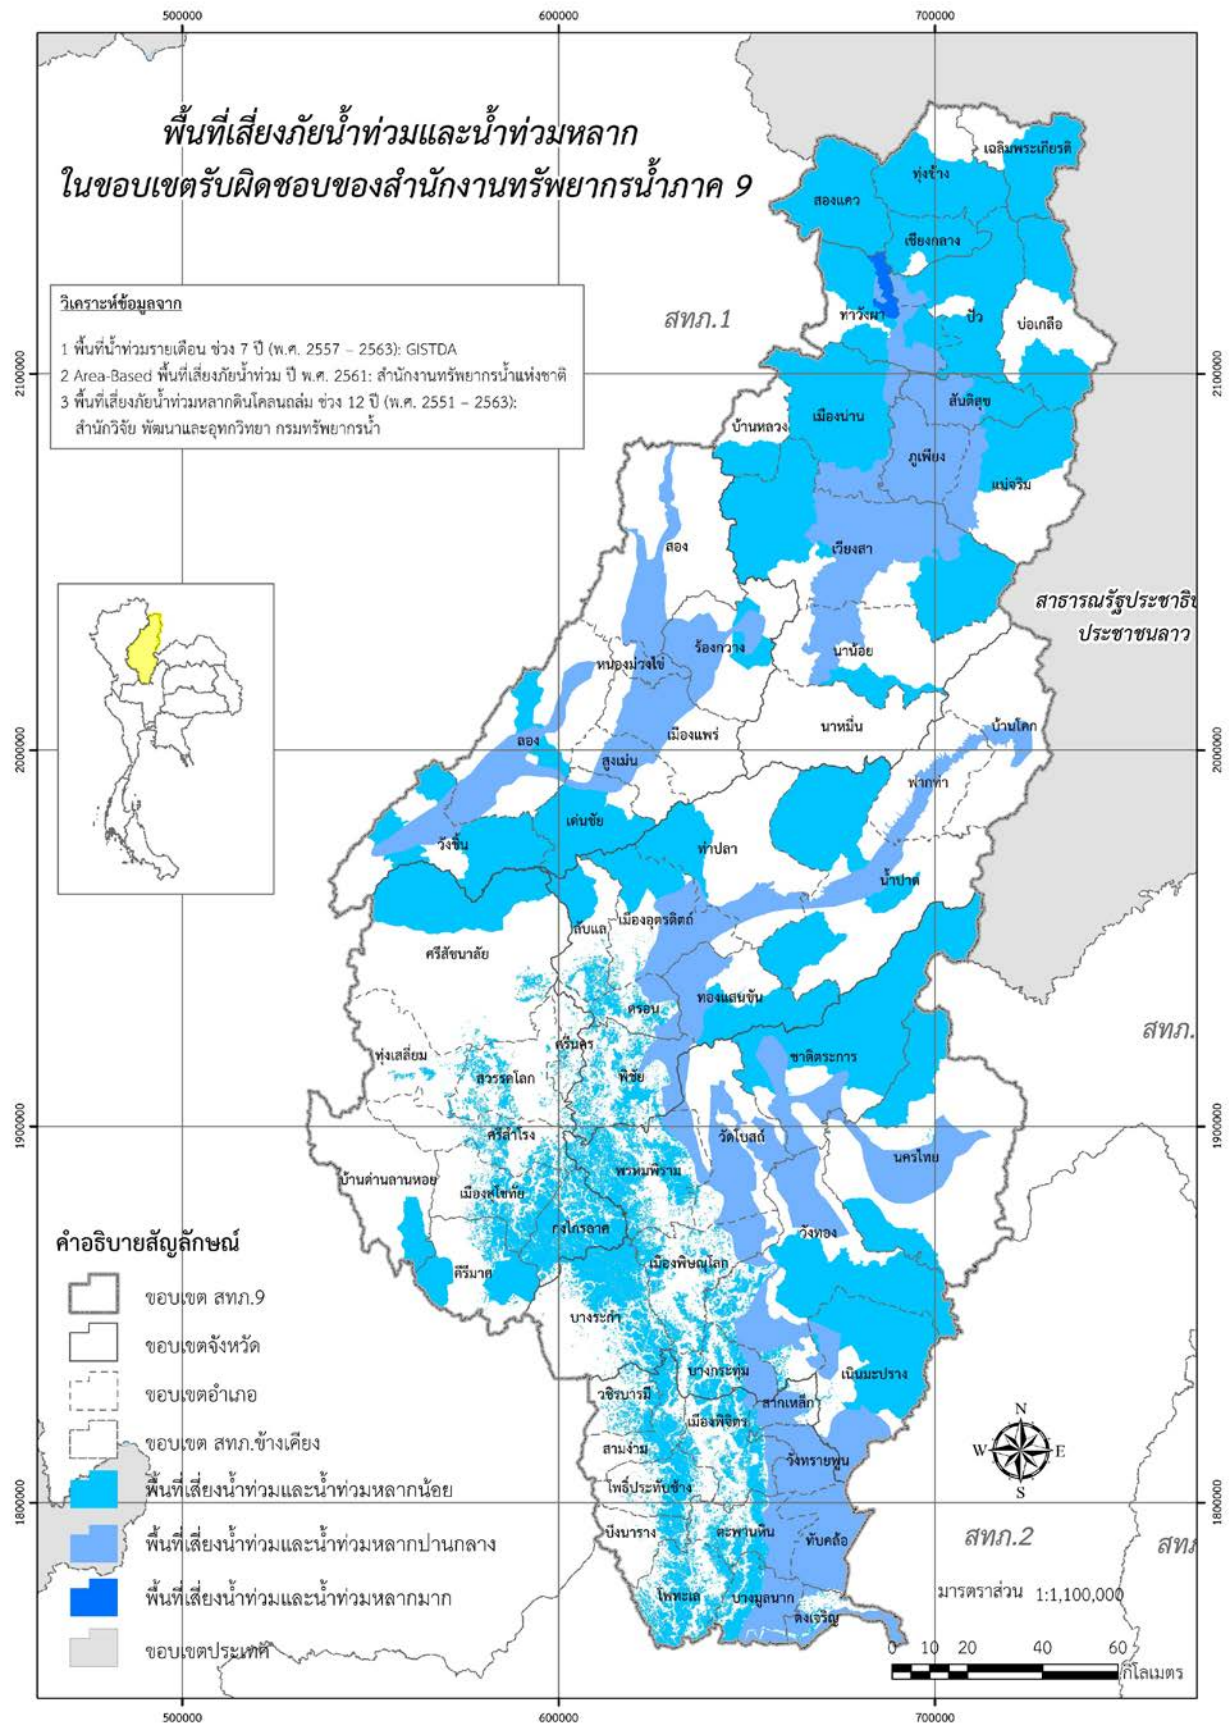 500000
600000
700000
พื้นที่เสี่ยงภัยน้ำท่วมและน้ำท่วมหลาก
ในขอบเขตรับผิดชอบของสำนักงานทรัพยากรน้ำภาค 9
วิเคราะห์ข้อมูลจาก
1 พื้นที่น้ำท่วมรายเดือน ช่วง 7 ปี (พ.ศ. 2557 – 2563): GISTDA
2 Area-Based พื้นที่เสี่ยงภัยน้ำท่วม ปี พ.ศ. 2561: สำนักงานทรัพยากรน้ำแห่งชาติ
3 พื้นที่เสี่ยงภัยน้ำท่วมหลากดินโคลนถล่ม ช่วง 12 ปี (พ.ศ. 2551 – 2563):
สำนักวิจัย พัฒนาและอุทกวิทยา กรมทรัพยากรน้ำ
เฉลิมพระเกียรติ
ทุ่งช้าง
สองแคว
เชียงกลาง
สทภ.1
ท่าวังผา
ปัว
บ่อเกลือ
2100000
2100000
สันติสุข
เมืองน่าน
บ้านหลวง
ภูเพียง
แม่จริม
สอง
เวียงสา
สาธารณรัฐประชาธิป
ประชาชนลาว
ร้องกวาง
นาน้อย
หนองม่วงไข่
นาหมื่น
บ้านโคก
เมืองแพร่
ลอง
2000000
2000000
สูงเม่น
ฟากท่า
เด่นชัย
วังชิ้น
ท่าปลา
น้ำปาด
เมืองอุตรดิตถ์
ลับแล
ศรีสัชนาลัย
ทองแสนขัน
ตรอน
สทภ.
ศรีนคร
ทุ่งเสลี่ยม
ชาติตระการ
สวรรคโลก
พิชัย
1900000
1900000
ศรีสำโรง
วัดโบสถ์
นครไทย
พรหมพิราม
บ้านด่านลานหอย
เมืองสุโขทัย
กงไกรลาศ
วังทอง
คีรีมาศ
เมืองพิษณุโลก
บางระกำ
บางกระทุ่ม
เนินมะปราง
วชิรบารมี
สากเหล็ก
เมืองพิจิตร
สามง่าม
วังทรายพูน
โพธิ์ประทับช้าง
1800000
1800000
บึงนาราง
ตะพานหิน
ทับคล้อ
โพทะเล
บางมูลนาก
ดงเจริญ
คำอธิบายสัญลักษณ์
ขอบเขต สทภ.9
ขอบเขตจังหวัด
ขอบเขตอำเภอ
ขอบเขต สทภ.ข้างเคียง
พื้นที่เสี่ยงน้ำท่วมและน้ำท่วมหลากน้อย
พื้นที่เสี่ยงน้ำท่วมและน้ำท่วมหลากปานกลาง
พื้นที่เสี่ยงน้ำท่วมและน้ำท่วมหลากมาก
ขอบเขตประเทศ
N
W E
S
สทภ.2
สทภ
มาตราส่วน 1:1,100,000
0 10 20 40 60
กิโลเมตร
500000
600000
700000